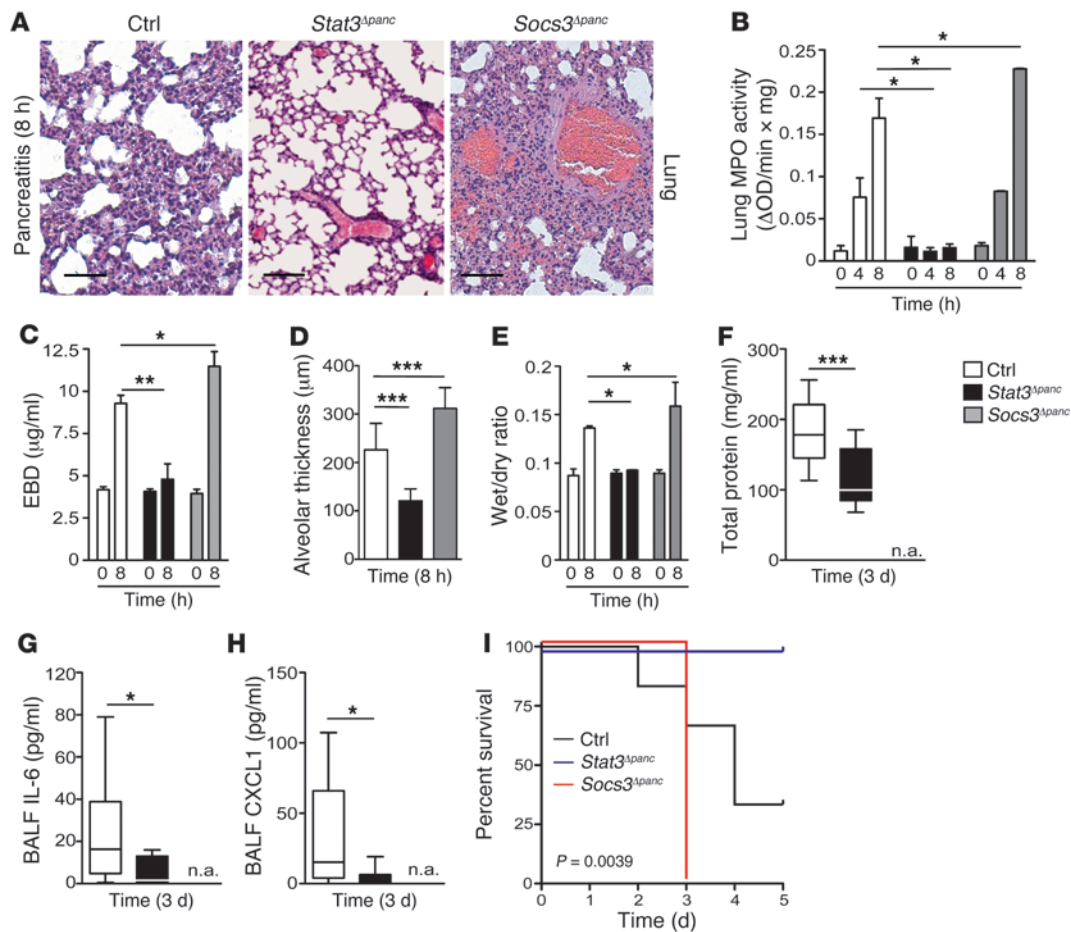 A
Ctrl
Stat3Δpanc
Socs3Δpanc
Pancreatitis (8 h)
Lung
B
Lung MPO activity
(ΔOD/min × mg)
0.25
0.20
0.15
0.10
0.05
0
*
*
*
0 4 8 0 4 8 0 4 8
Time (h)
C
EBD (μg/ml)
12.5
10
7.5
5
2.5
0
*
**
0 8 0 8 0 8
Time (h)
D
Alveolar thickness (μm)
400
300
200
100
0
***
***
Time (8 h)
E
Wet/dry ratio
0.2
0.15
0.1
0.05
0
*
*
0 8 0 8 0 8
Time (h)
F
Total protein (mg/ml)
300
200
100
0
***
n.a.
Time (3 d)
Ctrl
Stat3Δpanc
Socs3Δpanc
G
BALF IL-6 (pg/ml)
120
100
80
60
40
20
0
*
n.a.
Time (3 d)
H
BALF CXCL1 (pg/ml)
150
100
50
0
*
n.a.
Time (3 d)
I
Percent survival
100
75
50
25
0
Ctrl
Stat3Δpanc
Socs3Δpanc
P = 0.0039
0 1 2 3 4 5
Time (d)